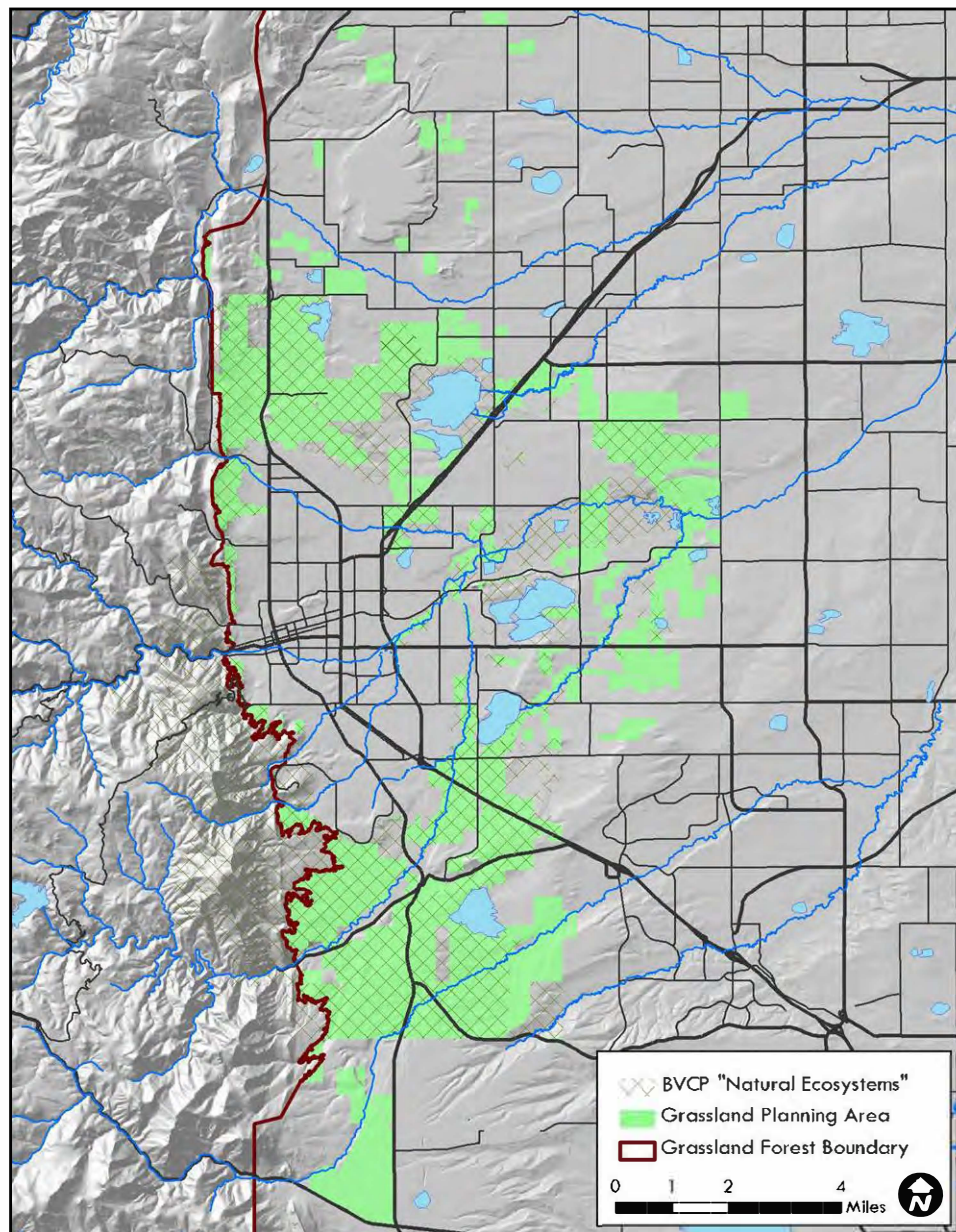 BVCP "Natural Ecosystems"
Grassland Planning Area
Grassland Forest Boundary
0 1 2 4
Miles
N